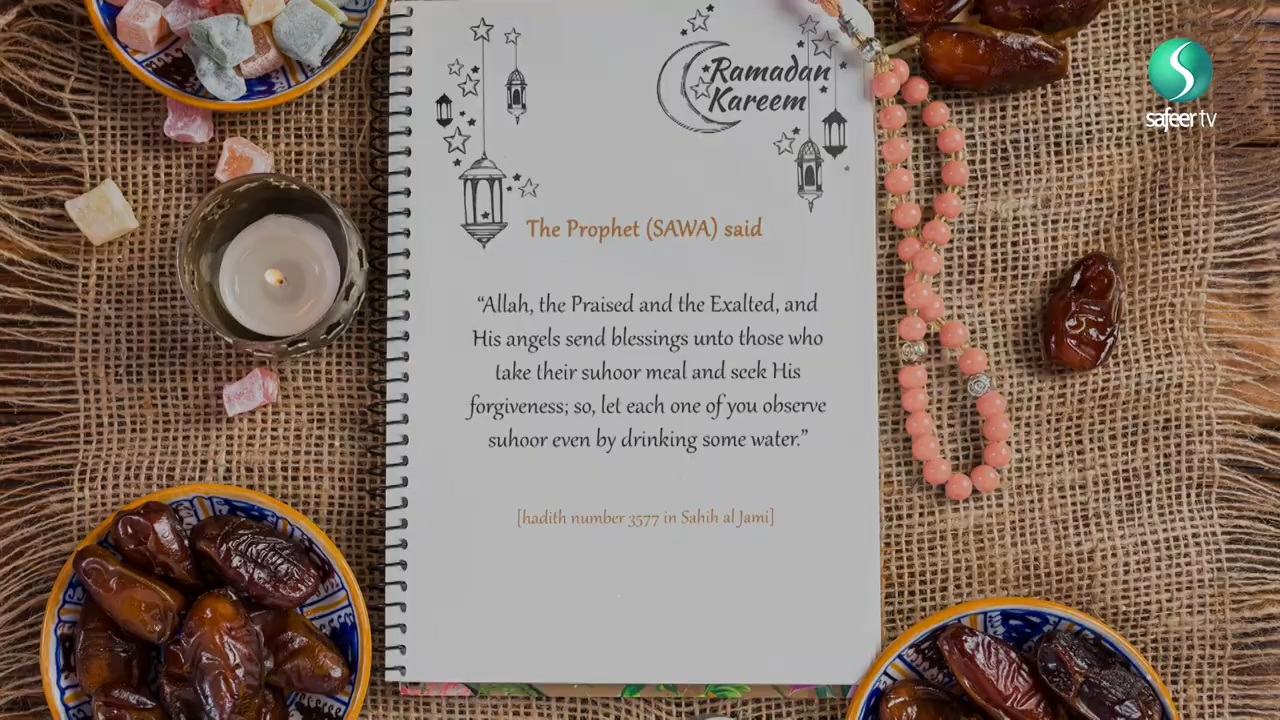 Ramadan
Kareem
safeer tv
The Prophet (SAWA) said
“Allah, the Praised and the Exalted, and
His angels send blessings unto those who
take their suhoor meal and seek His
forgiveness; so, let each one of you observe
suhoor even by drinking some water.”
[hadith number 3577 in Sahih al Jami]